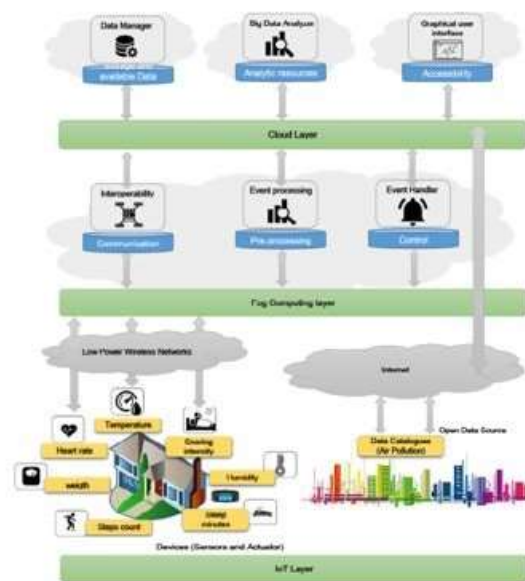 Data Manager
Big Data Analyze
Graphical user
interface
available Data
Analytic resources
Accessibility
Cloud Layer
Interoperability
Event processing
Event Handler
Communication
Pre-processing
Control
Fog Computing layer
Low Power Wireless Networks
Internet
Temperature
Snoring
intensity
Open Data Source
Heart rate
Data Catalogues
(Air Pollution)
Humidity
weight
sleep
minutes
Steps count
Devices (Sensors and Actuator)
IoT Layer